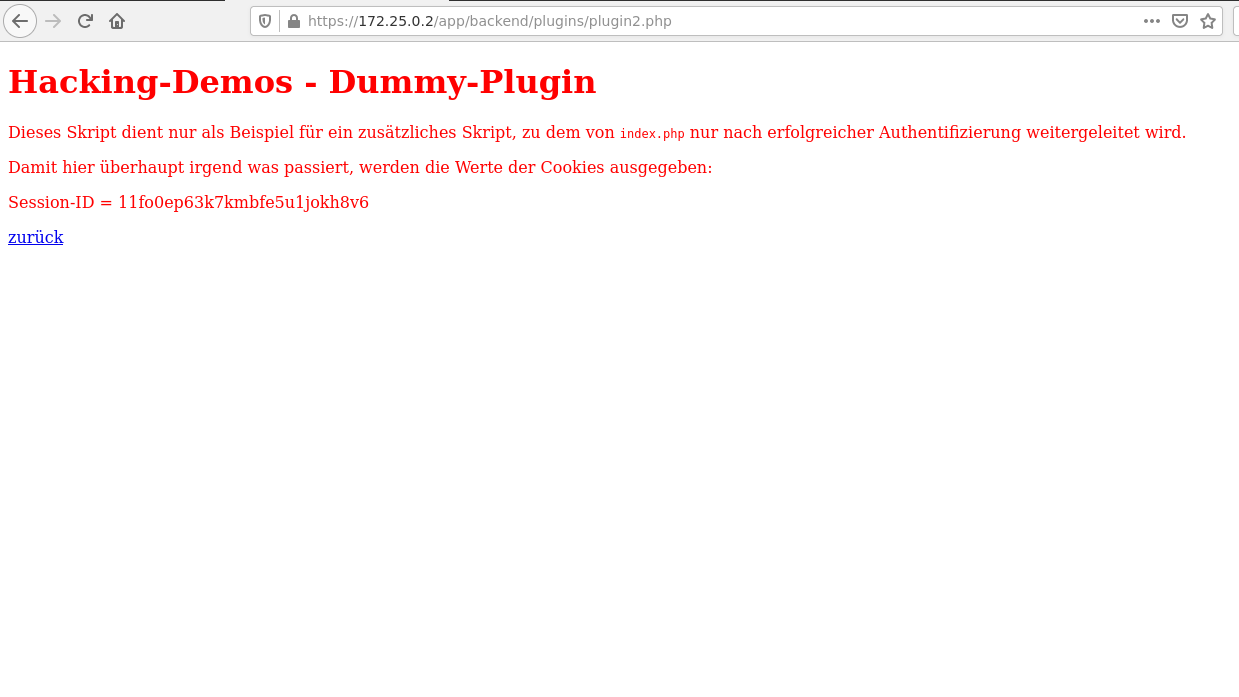 https://172.25.0.2/app/backend/plugins/plugin2.php
Hacking-Demos - Dummy-Plugin
Dieses Skript dient nur als Beispiel für ein zusätzliches Skript, zu dem von index.php nur nach erfolgreicher Authentifizierung weitergeleitet wird.
Damit hier überhaupt irgend was passiert, werden die Werte der Cookies ausgegeben:
Session-ID = 11fo0ep63k7kmbfe5u1jokh8v6
zurück